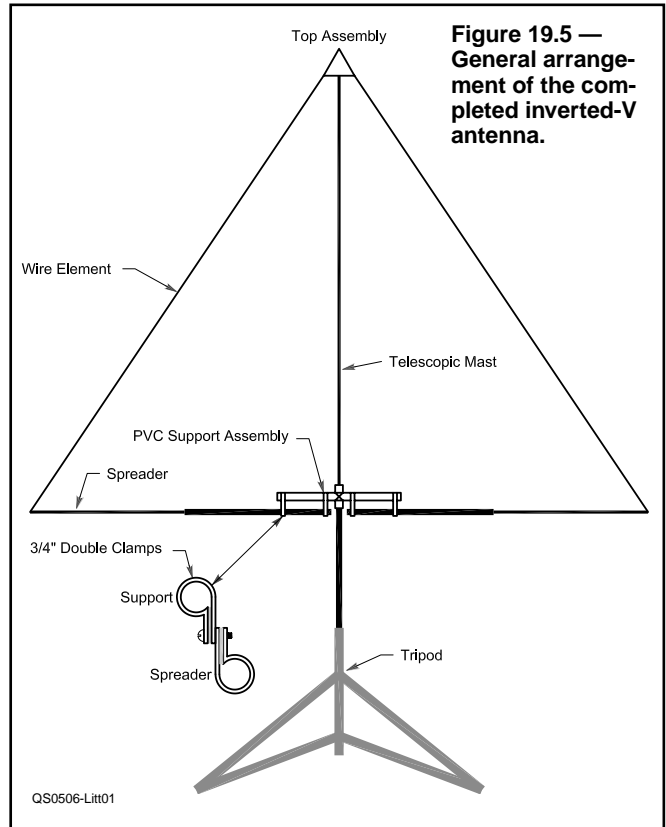 Top Assembly
Figure 19.5 —
General arrange-
ment of the com-
pleted inverted-V
antenna.
Wire Element
Telescopic Mast
PVC Support Assembly
Spreader
3/4" Double Clamps
Support
Spreader
Tripod
QS0506-Litt01